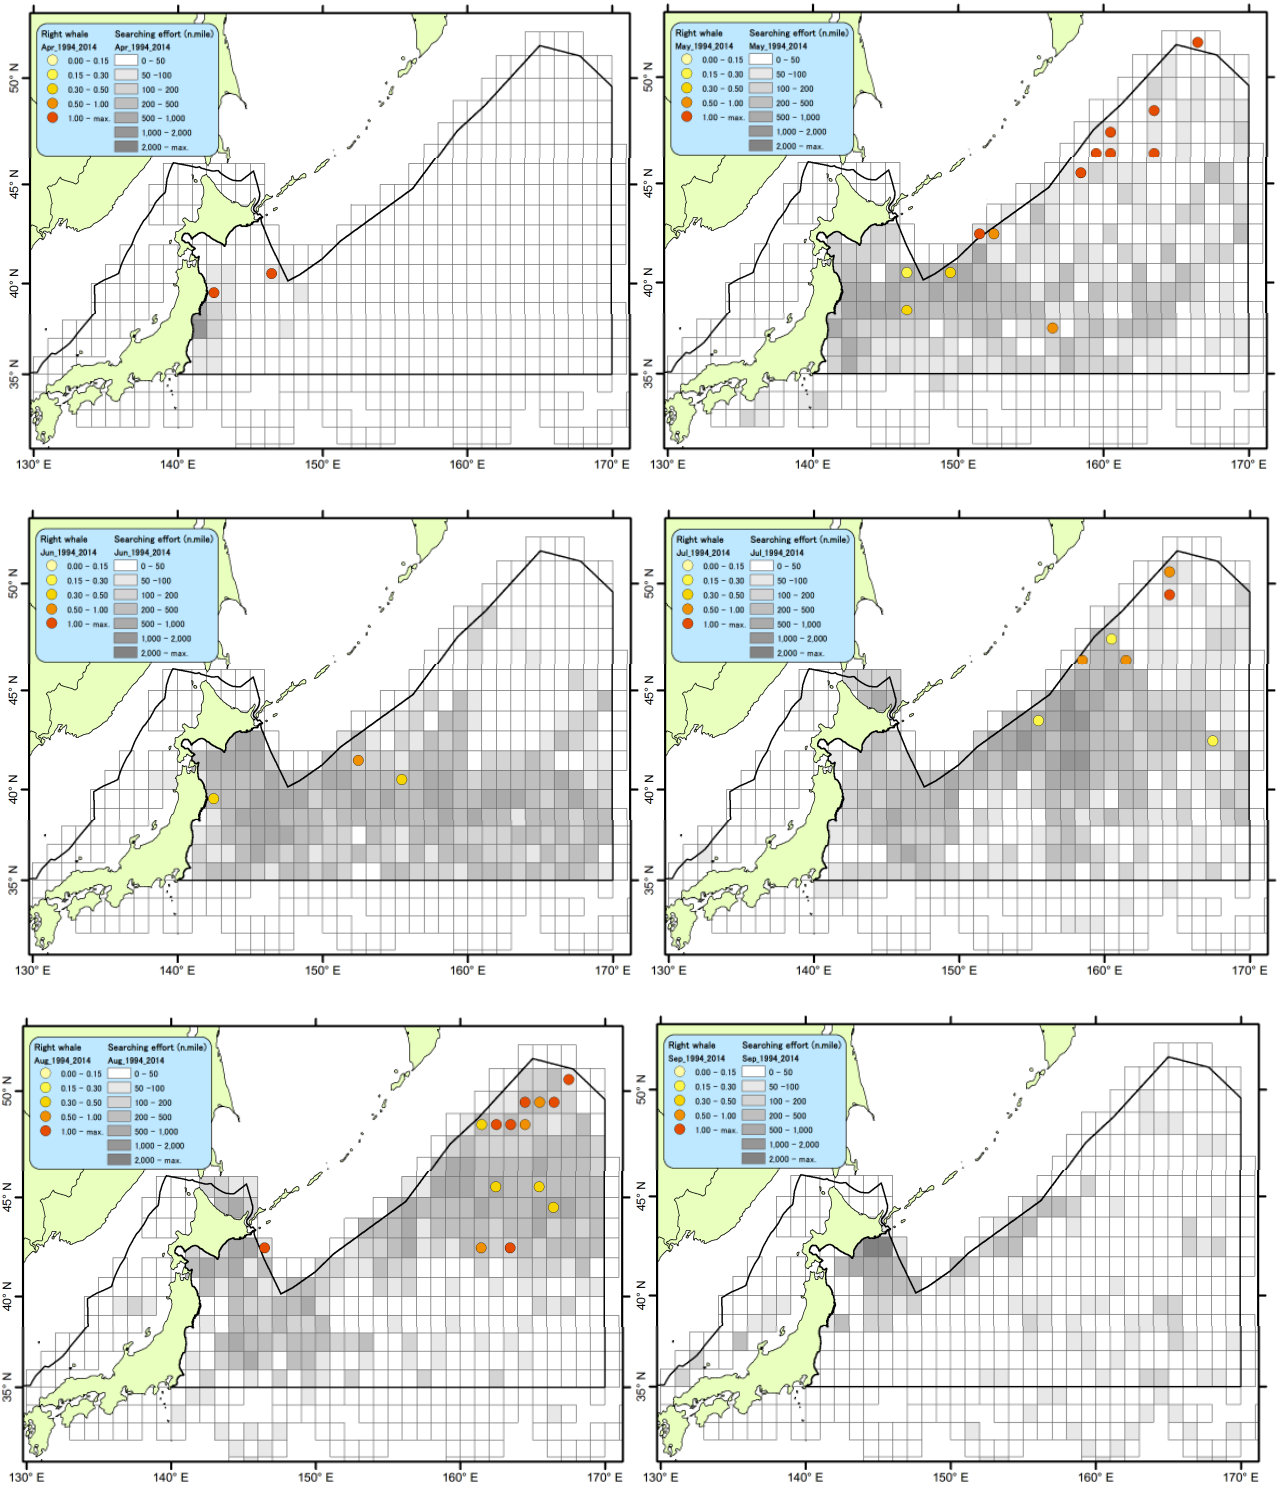 Right whale Searching effort (n.mile)
Apr_1994_2014 Apr_1994_2014
0.00 - 0.15 0 - 50
0.15 - 0.30 50 -100
0.30 - 0.50 100 - 200
0.50 - 1.00 200 - 500
1.00 - max. 500 - 1,000
1,000 - 2,000
2,000 - max.
50° N
45° N
40° N
35° N
130° E 140° E 150° E 160° E 170° E
Right whale Searching effort (n.mile)
May_1994_2014 May_1994_2014
0.00 - 0.15 0 - 50
0.15 - 0.30 50 -100
0.30 - 0.50 100 - 200
0.50 - 1.00 200 - 500
1.00 - max. 500 - 1,000
1,000 - 2,000
2,000 - max.
50° N
45° N
40° N
35° N
130° E 140° E 150° E 160° E 170° E
Right whale Searching effort (n.mile)
Jun_1994_2014 Jun_1994_2014
0.00 - 0.15 0 - 50
0.15 - 0.30 50 -100
0.30 - 0.50 100 - 200
0.50 - 1.00 200 - 500
1.00 - max. 500 - 1,000
1,000 - 2,000
2,000 - max.
50° N
45° N
40° N
35° N
130° E 140° E 150° E 160° E 170° E
Right whale Searching effort (n.mile)
Jul_1994_2014 Jul_1994_2014
0.00 - 0.15 0 - 50
0.15 - 0.30 50 -100
0.30 - 0.50 100 - 200
0.50 - 1.00 200 - 500
1.00 - max. 500 - 1,000
1,000 - 2,000
2,000 - max.
50° N
45° N
40° N
35° N
130° E 140° E 150° E 160° E 170° E
Right whale Searching effort (n.mile)
Aug_1994_2014 Aug_1994_2014
0.00 - 0.15 0 - 50
0.15 - 0.30 50 -100
0.30 - 0.50 100 - 200
0.50 - 1.00 200 - 500
1.00 - max. 500 - 1,000
1,000 - 2,000
2,000 - max.
50° N
45° N
40° N
35° N
130° E 140° E 150° E 160° E 170° E
Right whale Searching effort (n.mile)
Sep_1994_2014 Sep_1994_2014
0.00 - 0.15 0 - 50
0.15 - 0.30 50 -100
0.30 - 0.50 100 - 200
0.50 - 1.00 200 - 500
1.00 - max. 500 - 1,000
1,000 - 2,000
2,000 - max.
50° N
45° N
40° N
35° N
130° E 140° E 150° E 160° E 170° E